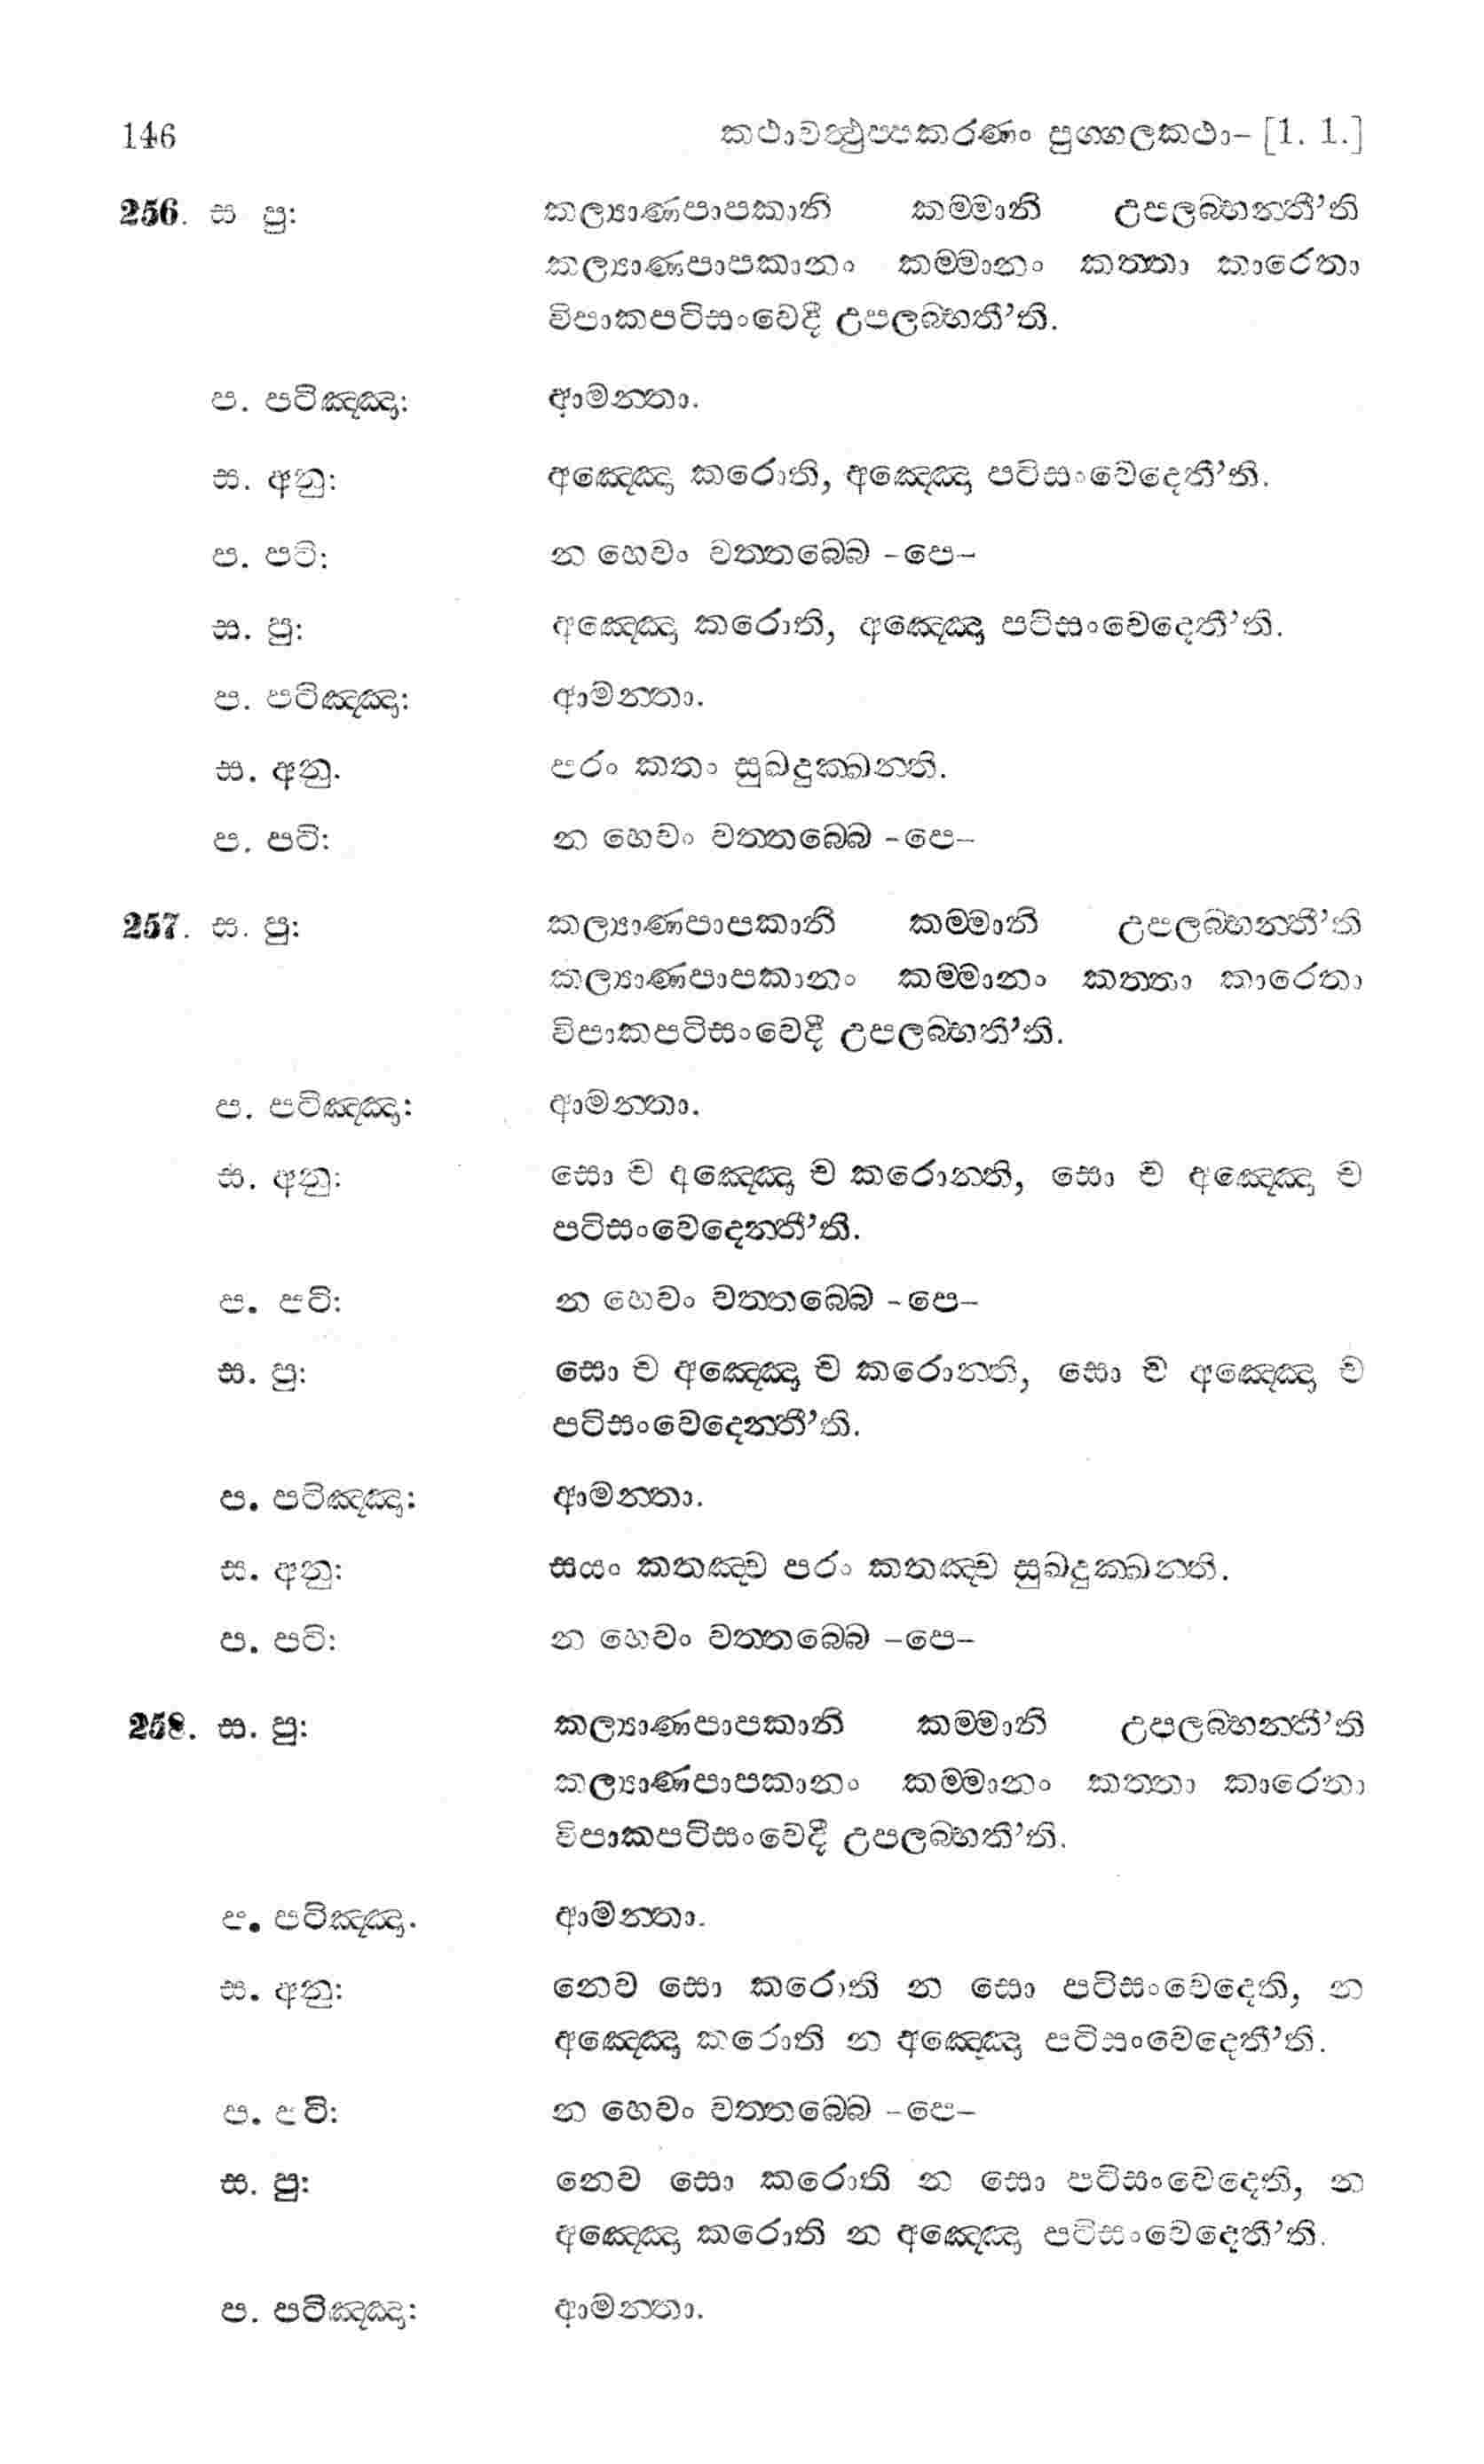 146 කථාවත්‍ථුප්පකරණං පුග්ගලකථා– [1. 1.]
256. ස පු: කල්‍යාණපාපකානි කම්මානි උපලබ්භන්තී’ති
කල්‍යාණපාපකානං කම්මානං කත්තා කාරෙතා
විපාකපටිසංවෙදී උපලබ්භතී’ති.
ප. පටිඤ්ඤා: ආමන්තා.
ස. අනු: අඤ්ඤො කරොති, අඤ්ඤො පටිසංවෙදෙතී’ති.
ප. පටි: න හෙවං වත්තබ්බෙ –පෙ–
ස. පු: අඤ්ඤො කරොති, අඤ්ඤො පටිසංවෙදෙතී’ති.
ප. පටිඤ්ඤා: ආමන්තා.
ස. අනු. පරං කතං සුඛදුක්ඛන්ති.
ප. පටි: න හෙවං වත්තබ්බෙ –පෙ–
257. ස. පු: කල්‍යාණපාපකානි කම්මානි උපලබ්භන්තී’ති
කල්‍යාණපාපකානං කම්මානං කත්තා කාරෙතා
විපාකපටිසංවෙදී උපලබ්භතී’ති.
ප. පටිඤ්ඤා: ආමන්තා.
ස. අනු: සො ච අඤ්ඤො ච කරොන්ති, සො ච අඤ්ඤො ච
පටිසංවෙදෙන්තී’ති.
ප. පටි: න හෙවං වත්තබ්බෙ –පෙ–
ස. පු: සො ච අඤ්ඤො ච කරොන්ති, සො ච අඤ්ඤො ච
පටිසංවෙදෙන්තී’ති.
ප. පටිඤ්ඤා: ආමන්තා.
ස. අනු: සයං කතඤ්ච පරං කතඤ්ච සුඛදුක්ඛන්ති.
ප. පටි: න හෙවං වත්තබ්බෙ –පෙ–
258. ස. පු: කල්‍යාණපාපකානි කම්මානි උපලබ්භන්තී’ති
කල්‍යාණපාපකානං කම්මානං කත්තා කාරෙතා
විපාකපටිසංවෙදී උපලබ්භතී’ති.
ප. පටිඤ්ඤා. ආමන්තා.
ස. අනු: නෙව සො කරොති න සො පටිසංවෙදෙති, න
අඤ්ඤො කරොති න අඤ්ඤො පටිසංවෙදෙතී’ති.
ප. පටි: න හෙවං වත්තබ්බෙ –පෙ–
ස. පු: නෙව සො කරොති න සො පටිසංවෙදෙති, න
අඤ්ඤො කරොති න අඤ්ඤො පටිසංවෙදෙතී’ති.
ප. පටිඤ්ඤා: ආමන්තා.